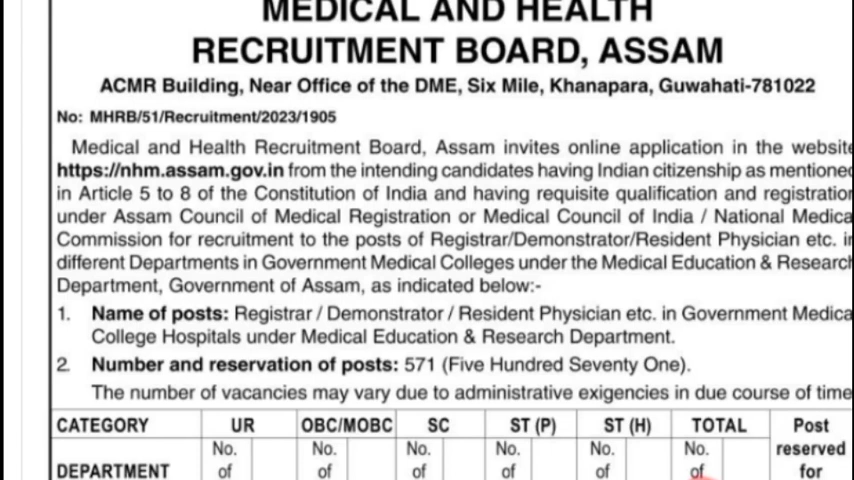 MEDICAL AND HEALTH
RECRUITMENT BOARD, ASSAM
ACMR Building, Near Office of the DME, Six Mile, Khanapara, Guwahati-781022
No: MHRB/51/Recruitment/2023/1905
Medical and Health Recruitment Board, Assam invites online application in the website
https://nhm.assam.gov.in from the intending candidates having Indian citizenship as mentioned
in Article 5 to 8 of the Constitution of India and having requisite qualification and registration
under Assam Council of Medical Registration or Medical Council of India / National Medica
Commission for recruitment to the posts of Registrar/Demonstrator/Resident Physician etc. in
different Departments in Government Medical Colleges under the Medical Education & Research
Department, Government of Assam, as indicated below:-
1. Name of posts: Registrar / Demonstrator / Resident Physician etc. in Government Medica
College Hospitals under Medical Education & Research Department.
2. Number and reservation of posts: 571 (Five Hundred Seventy One).
The number of vacancies may vary due to administrative exigencies in due course of time
CATEGORY UR OBC/MOBC SC ST (P) ST (H) TOTAL Post
No. No. No. No. No. No. reserved
DEPARTMENT of of of of of of for